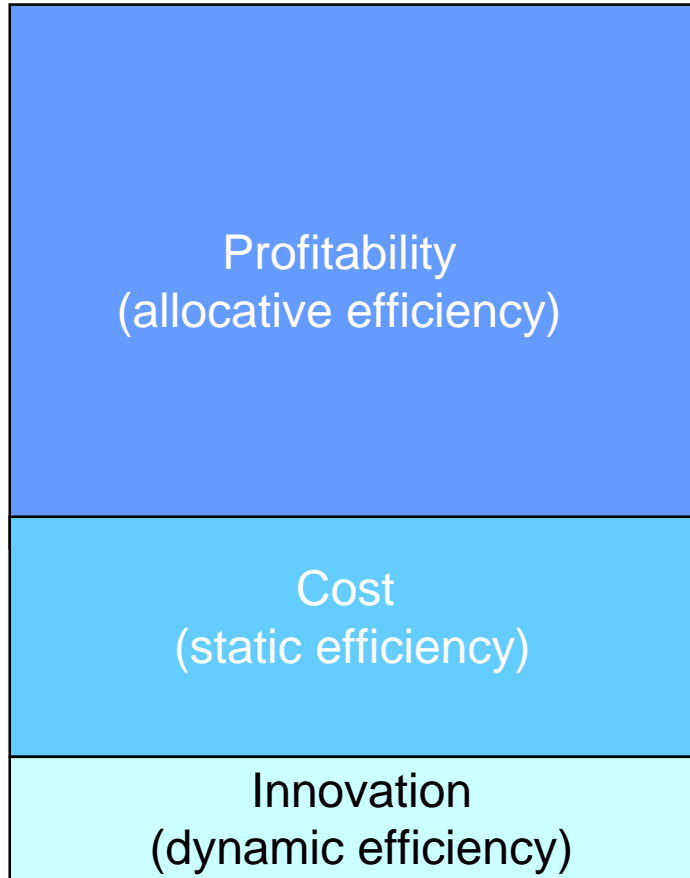 Profitability
(allocative efficiency)
Cost
(static efficiency)
Innovation
(dynamic efficiency)